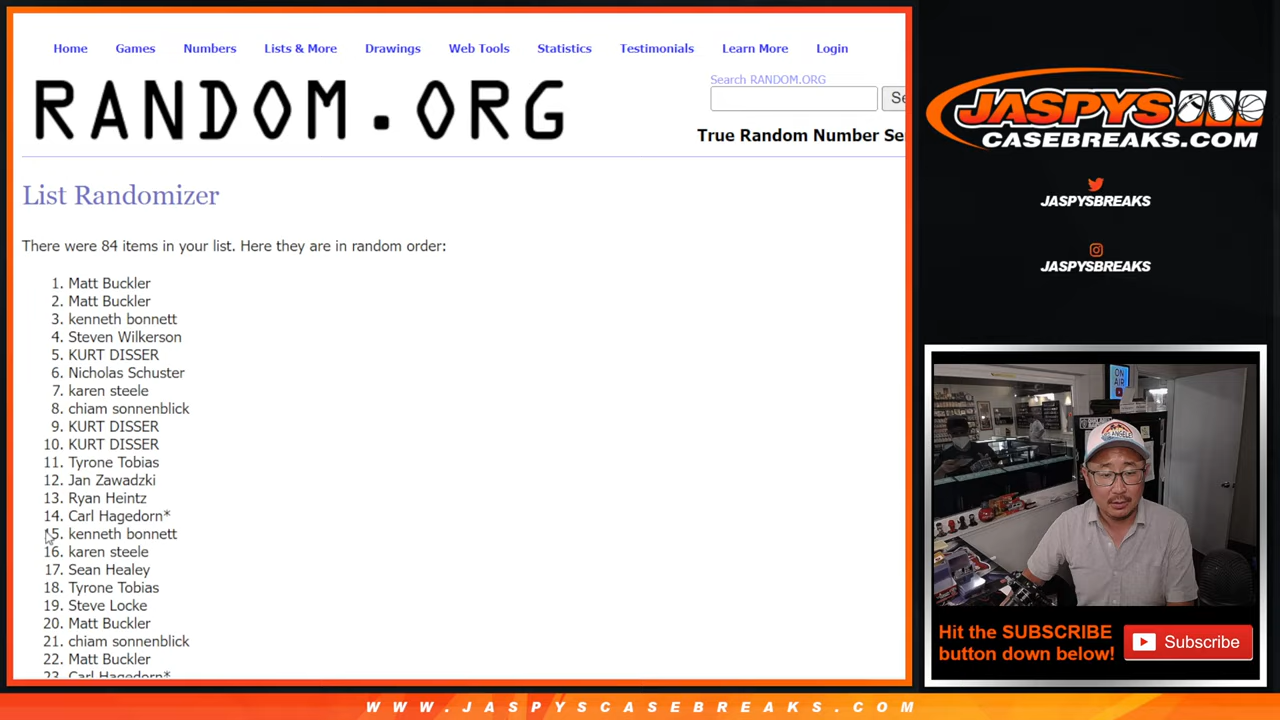 Home Games Numbers Lists & More Drawings Web Tools Statistics Testimonials Learn More Login
RANDOM.ORG
Search RANDOM.ORG
Se
True Random Number Se
List Randomizer
There were 84 items in your list. Here they are in random order:
1. Matt Buckler
2. Matt Buckler
3. kenneth bonnett
4. Steven Wilkerson
5. KURT DISSER
6. Nicholas Schuster
7. karen steele
8. chiam sonnenblick
9. KURT DISSER
10. KURT DISSER
11. Tyrone Tobias
12. Jan Zawadzki
13. Ryan Heintz
14. Carl Hagedorn*
15. kenneth bonnett
16. karen steele
17. Sean Healey
18. Tyrone Tobias
19. Steve Locke
20. Matt Buckler
21. chiam sonnenblick
22. Matt Buckler
23. Carl Hagedorn*
JASPYS
CASEBREAKS.COM
JASPYSBREAKS
JASPYSBREAKS
ON
AIR
Hit the SUBSCRIBE
button down below!
Subscribe
WWW.JASPYSCASEBREAKS.COM